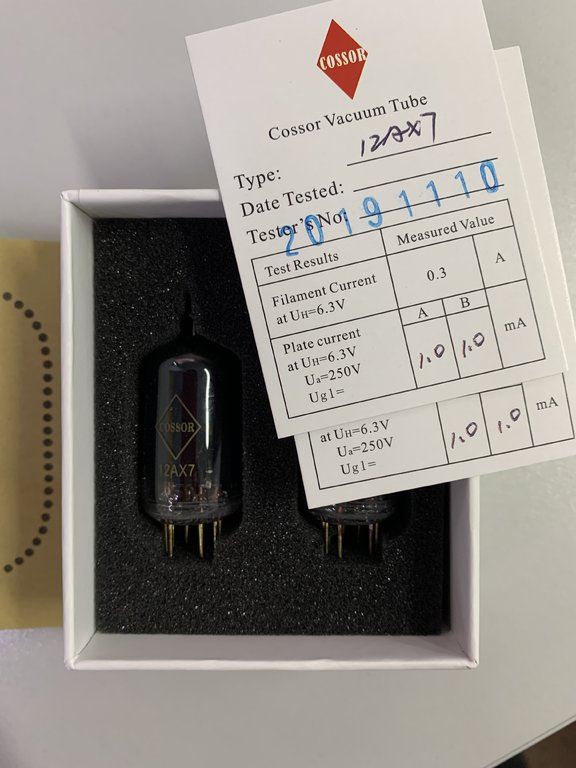 COSSOR
Cossor Vacuum Tube
Type: 12AX7
Date Tested:
20191110
Tester's No:
Test Results Measured Value
Filament Current
at UH=6.3V 0.3 A
A B
Plate current
at UH=6.3V
Ua=250V
Ug1=
1.0 1.0 mA
at UH=6.3V
Ua=250V
Ug1=
1.0 1.0 mA
COSSOR
12AX7